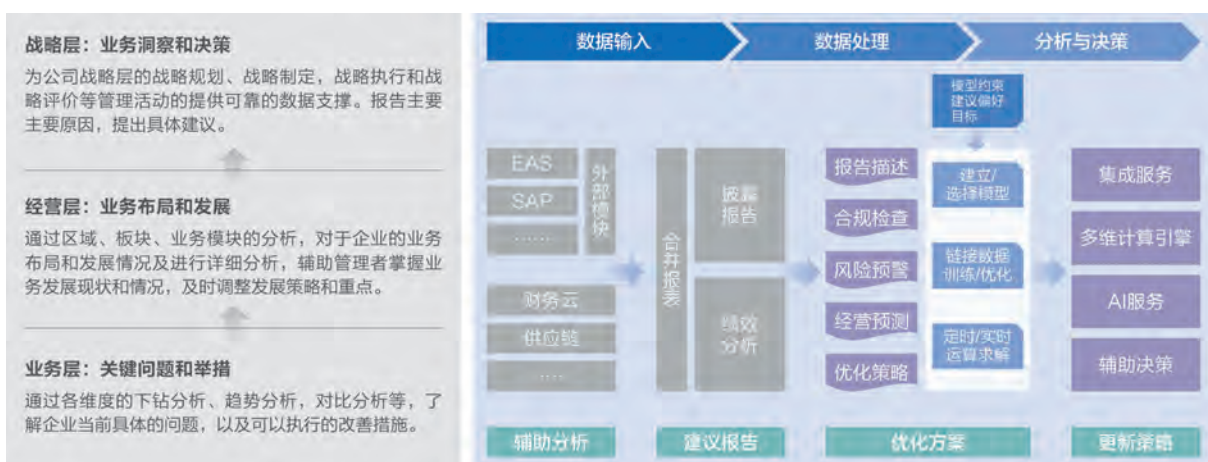 战略层：业务洞察和决策
为公司战略层的战略规划、战略制定，战略执行和战
略评价等管理活动的提供可靠的数据支撑。报告主要
主要原因，提出具体建议。
经营层：业务布局和发展
通过区域、板块、业务模块的分析，对于企业的业务
布局和发展情况及进行详细分析，辅助管理者掌握业
务发展现状和情况，及时调整发展策略和重点。
业务层：关键问题和举措
通过各维度的下钻分析、趋势分析，对比分析等，了
解企业当前具体的问题，以及可以执行的改善措施。
数据输入
数据处理
分析与决策
模型约束
建议偏好
目标
EAS
SAP
……
外部模块
财务云
供应链
....
合并报表
披露
报告
绩效
分析
报告描述
合规检查
风险预警
经营预测
优化策略
建立/
选择模型
链接数据
训练/优化
定时/实时
运算求解
集成服务
多维计算引擎
AI服务
辅助决策
辅助分析
建议报告
优化方案
更新策略